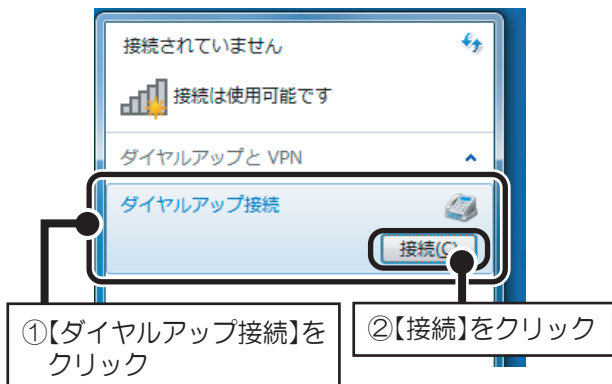 接続されていません
接続は使用可能です
ダイヤルアップと VPN
ダイヤルアップ接続
接続(C)
①【ダイヤルアップ接続】を
クリック
②【接続】をクリック